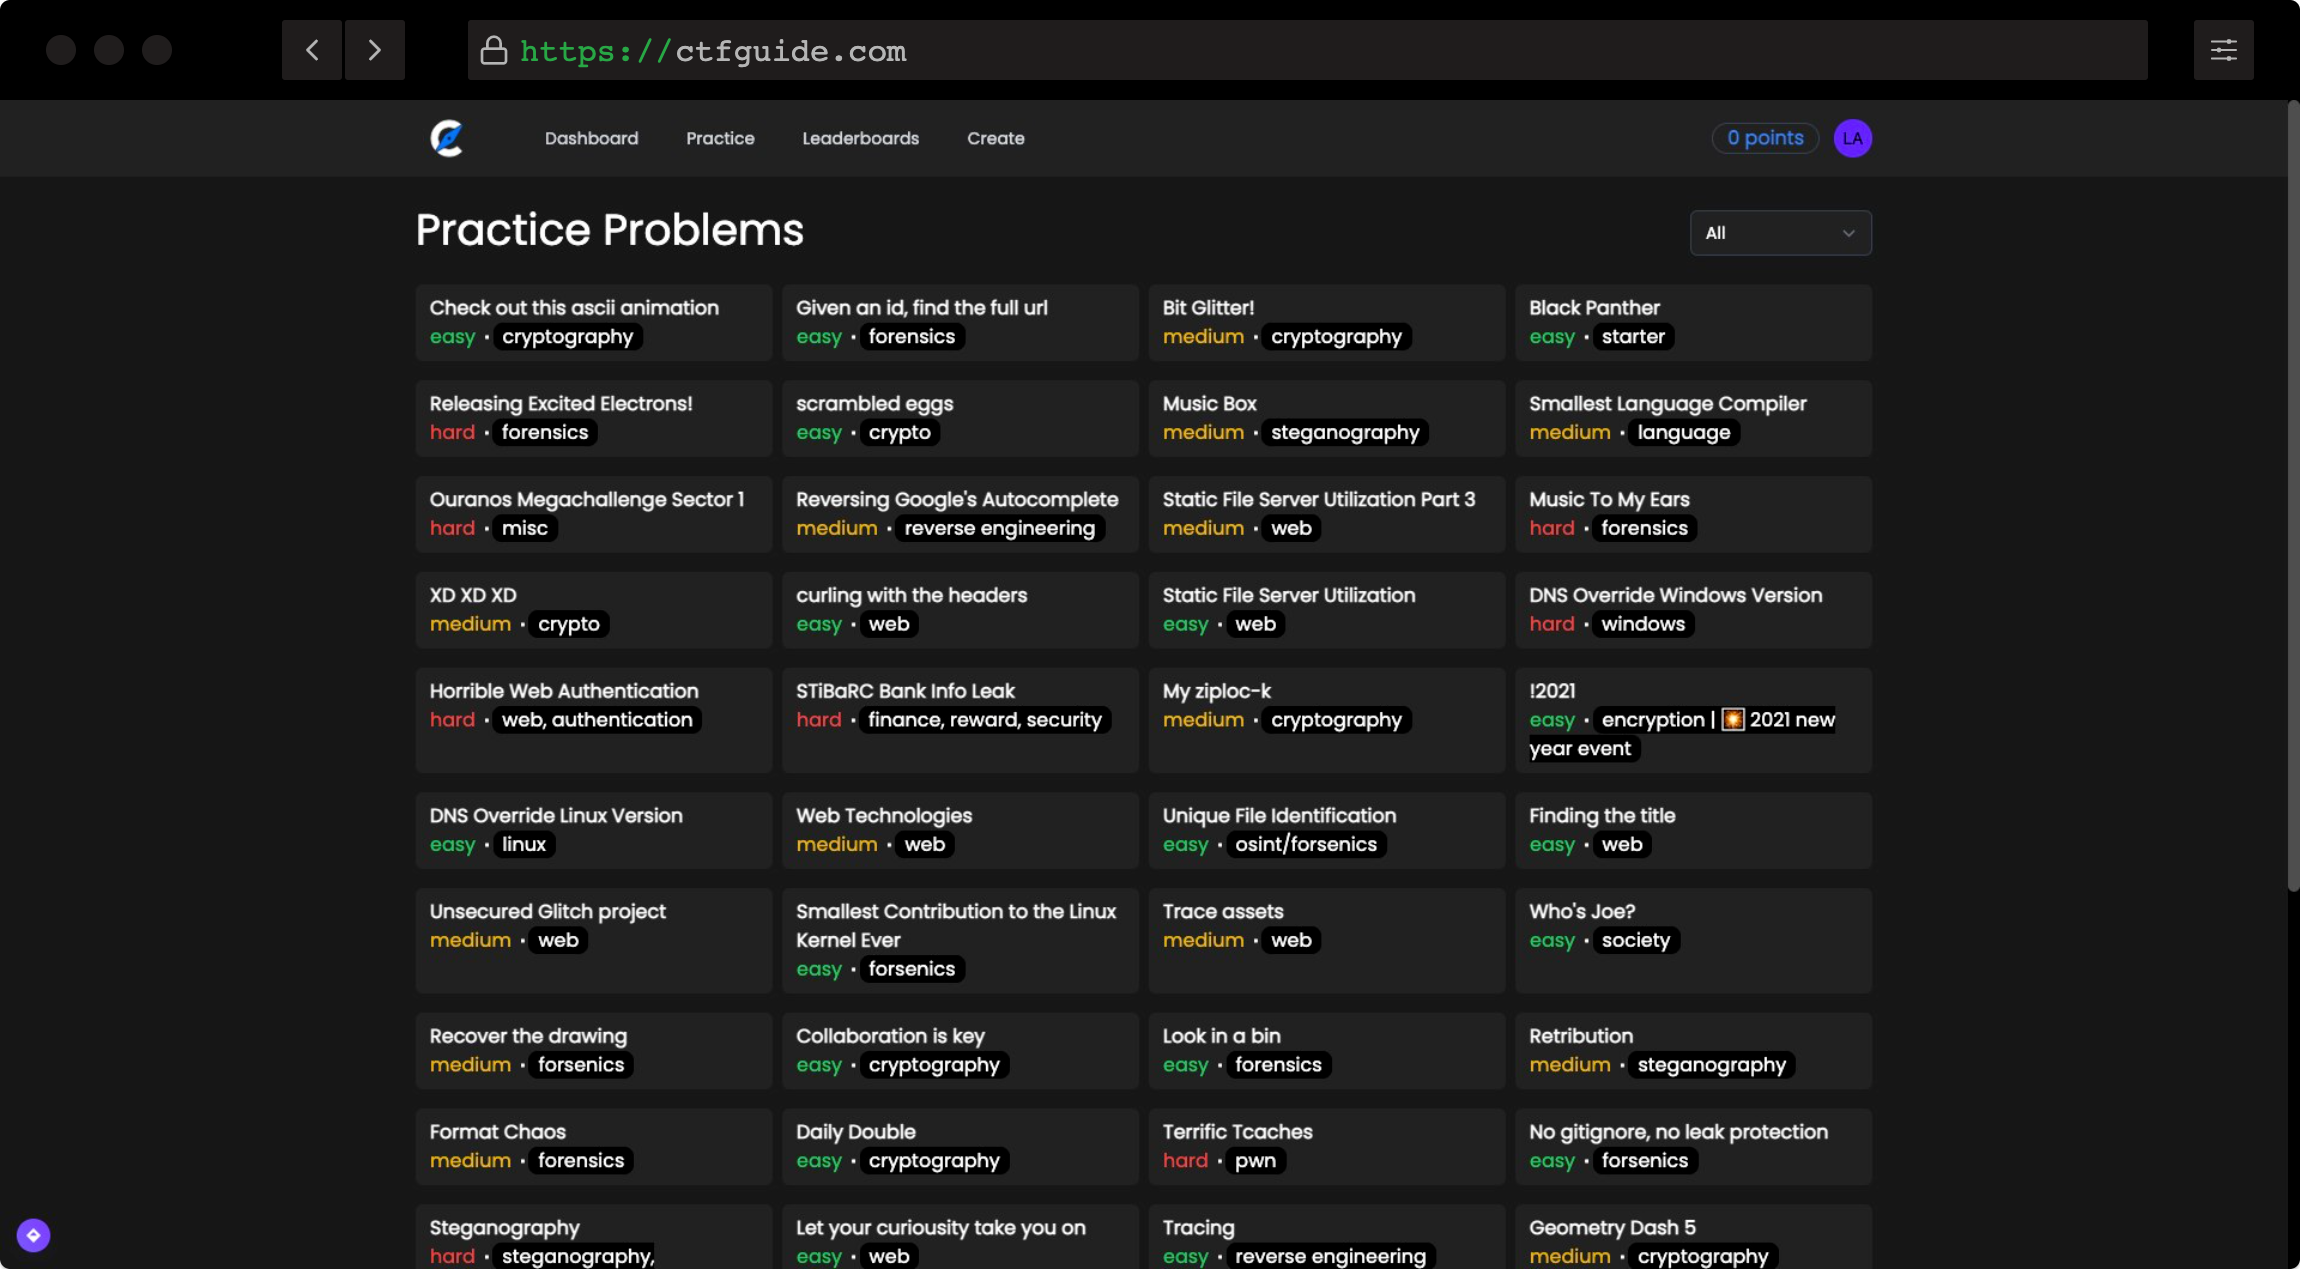 https://ctfguide.com
Dashboard Practice Leaderboards Create 0 points LA
Practice Problems
All
Check out this ascii animation
easy · cryptography
Given an id, find the full url
easy · forensics
Bit Glitter!
medium · cryptography
Black Panther
easy · starter
Releasing Excited Electrons!
hard · forensics
scrambled eggs
easy · crypto
Music Box
medium · steganography
Smallest Language Compiler
medium · language
Ouranos Megachallenge Sector 1
hard · misc
Reversing Google's Autocomplete
medium · reverse engineering
Static File Server Utilization Part 3
medium · web
Music To My Ears
hard · forensics
XD XD XD
medium · crypto
curling with the headers
easy · web
Static File Server Utilization
easy · web
DNS Override Windows Version
hard · windows
Horrible Web Authentication
hard · web, authentication
STiBaRC Bank Info Leak
hard · finance, reward, security
My ziploc-k
medium · cryptography
!2021
easy · encryption | 🎇 2021 new
year event
DNS Override Linux Version
easy · linux
Web Technologies
medium · web
Unique File Identification
easy · osint/forsenics
Finding the title
easy · web
Unsecured Glitch project
medium · web
Smallest Contribution to the Linux
Kernel Ever
easy · forsenics
Trace assets
medium · web
Who's Joe?
easy · society
Recover the drawing
medium · forsenics
Collaboration is key
easy · cryptography
Look in a bin
easy · forensics
Retribution
medium · steganography
Format Chaos
medium · forensics
Daily Double
easy · cryptography
Terrific Tcaches
hard · pwn
No gitignore, no leak protection
easy · forsenics
Steganography
hard · steganography,
Let your curiousity take you on
easy · web
Tracing
easy · reverse engineering
Geometry Dash 5
medium · cryptography